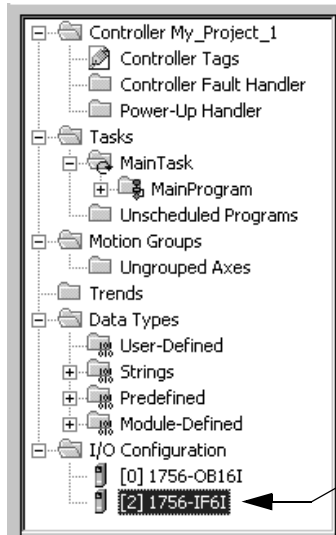 Controller My_Project_1
Controller Tags
Controller Fault Handler
Power-Up Handler
Tasks
MainTask
MainProgram
Unscheduled Programs
Motion Groups
Ungrouped Axes
Trends
Data Types
User-Defined
Strings
Predefined
Module-Defined
I/O Configuration
[0] 1756-OB16I
[2] 1756-IF6I